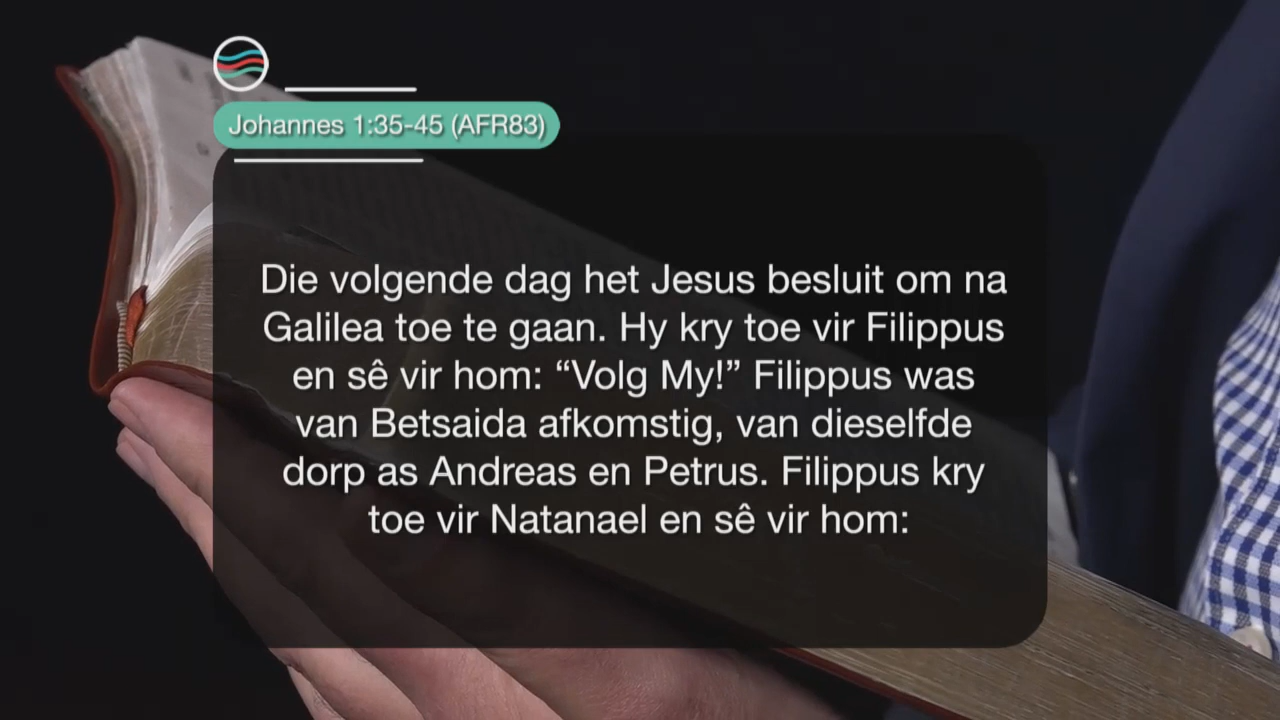 Johannes 1:35-45 (AFR83)
Die volgende dag het Jesus besluit om na
Galilea toe te gaan. Hy kry toe vir Filippus
en sê vir hom: “Volg My!” Filippus was
van Betsaida afkomstig, van dieselfde
dorp as Andreas en Petrus. Filippus kry
toe vir Natanael en sê vir hom: